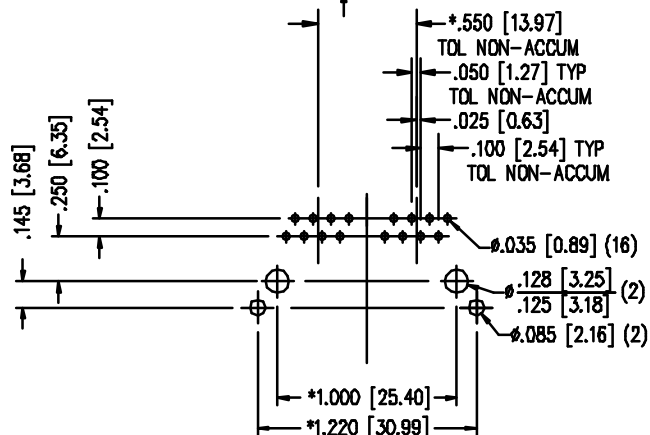 *.550 [13.97]
TOL NON-ACCUM
.050 [1.27] TYP
TOL NON-ACCUM
.025 [0.63]
.100 [2.54] TYP
TOL NON-ACCUM
.145 [3.68]
.250 [6.35]
.100 [2.54]
ø.035 [0.89] (16)
ø .128 [3.25] (2)
.125 [3.18]
ø.085 [2.16] (2)
*1.000 [25.40]
*1.220 [30.99]